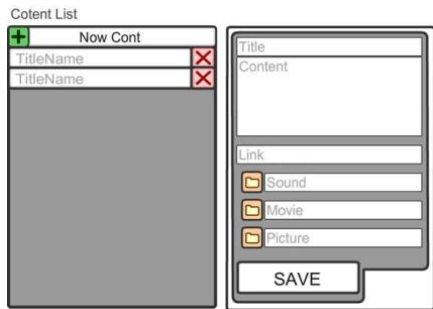 Cotent List
Now Cont
TitleName
TitleName
Title
Content
Link
Sound
Movie
Picture
SAVE